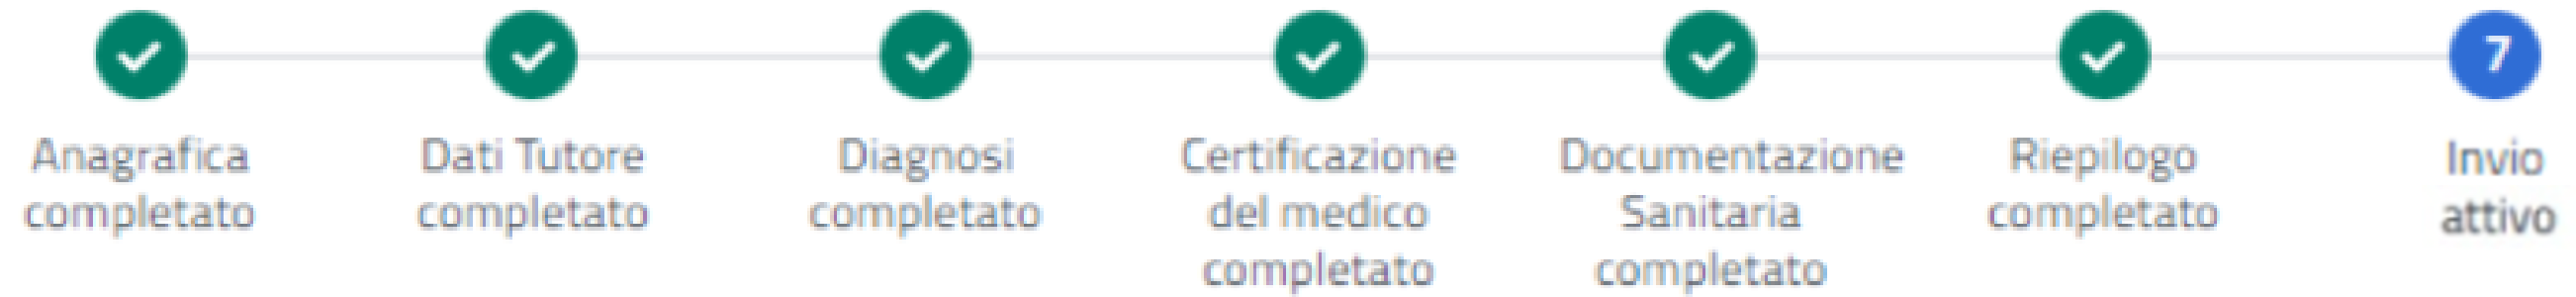 7
Anagrafica
completato
Dati Tutore
completato
Diagnosi
completato
Certificazione
del medico
completato
Documentazione
Sanitaria
completato
Riepilogo
completato
Invio
attivo